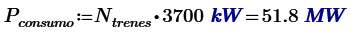 P_consumo := N_trenes • 3700 kW = 51.8 MW